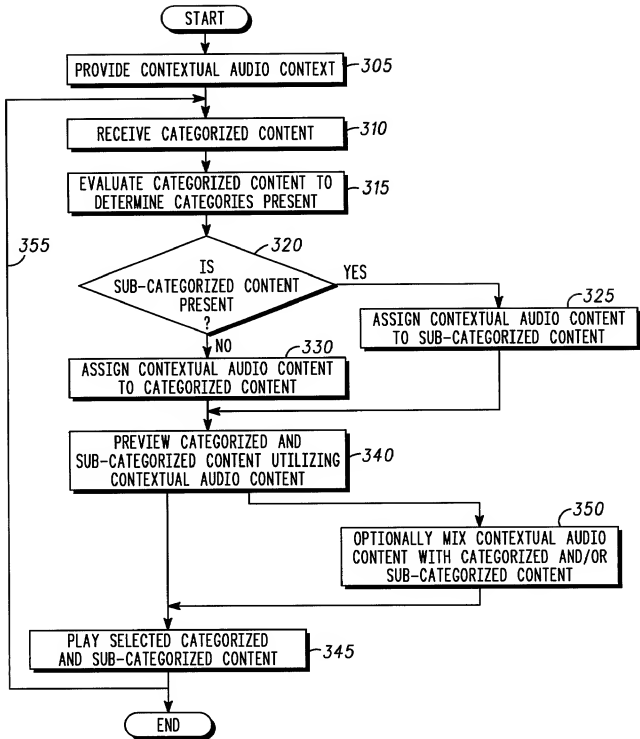 START
PROVIDE CONTEXTUAL AUDIO CONTEXT
305
RECEIVE CATEGORIZED CONTENT
310
EVALUATE CATEGORIZED CONTENT TO
DETERMINE CATEGORIES PRESENT
315
355
320
IS
SUB-CATEGORIZED CONTENT
PRESENT
?
YES
325
ASSIGN CONTEXTUAL AUDIO CONTENT
TO SUB-CATEGORIZED CONTENT
NO
330
ASSIGN CONTEXTUAL AUDIO CONTENT
TO CATEGORIZED CONTENT
PREVIEW CATEGORIZED AND
SUB-CATEGORIZED CONTENT UTILIZING
CONTEXTUAL AUDIO CONTENT
340
350
OPTIONALLY MIX CONTEXTUAL AUDIO
CONTENT WITH CATEGORIZED AND/OR
SUB-CATEGORIZED CONTENT
PLAY SELECTED CATEGORIZED
AND SUB-CATEGORIZED CONTENT
345
END